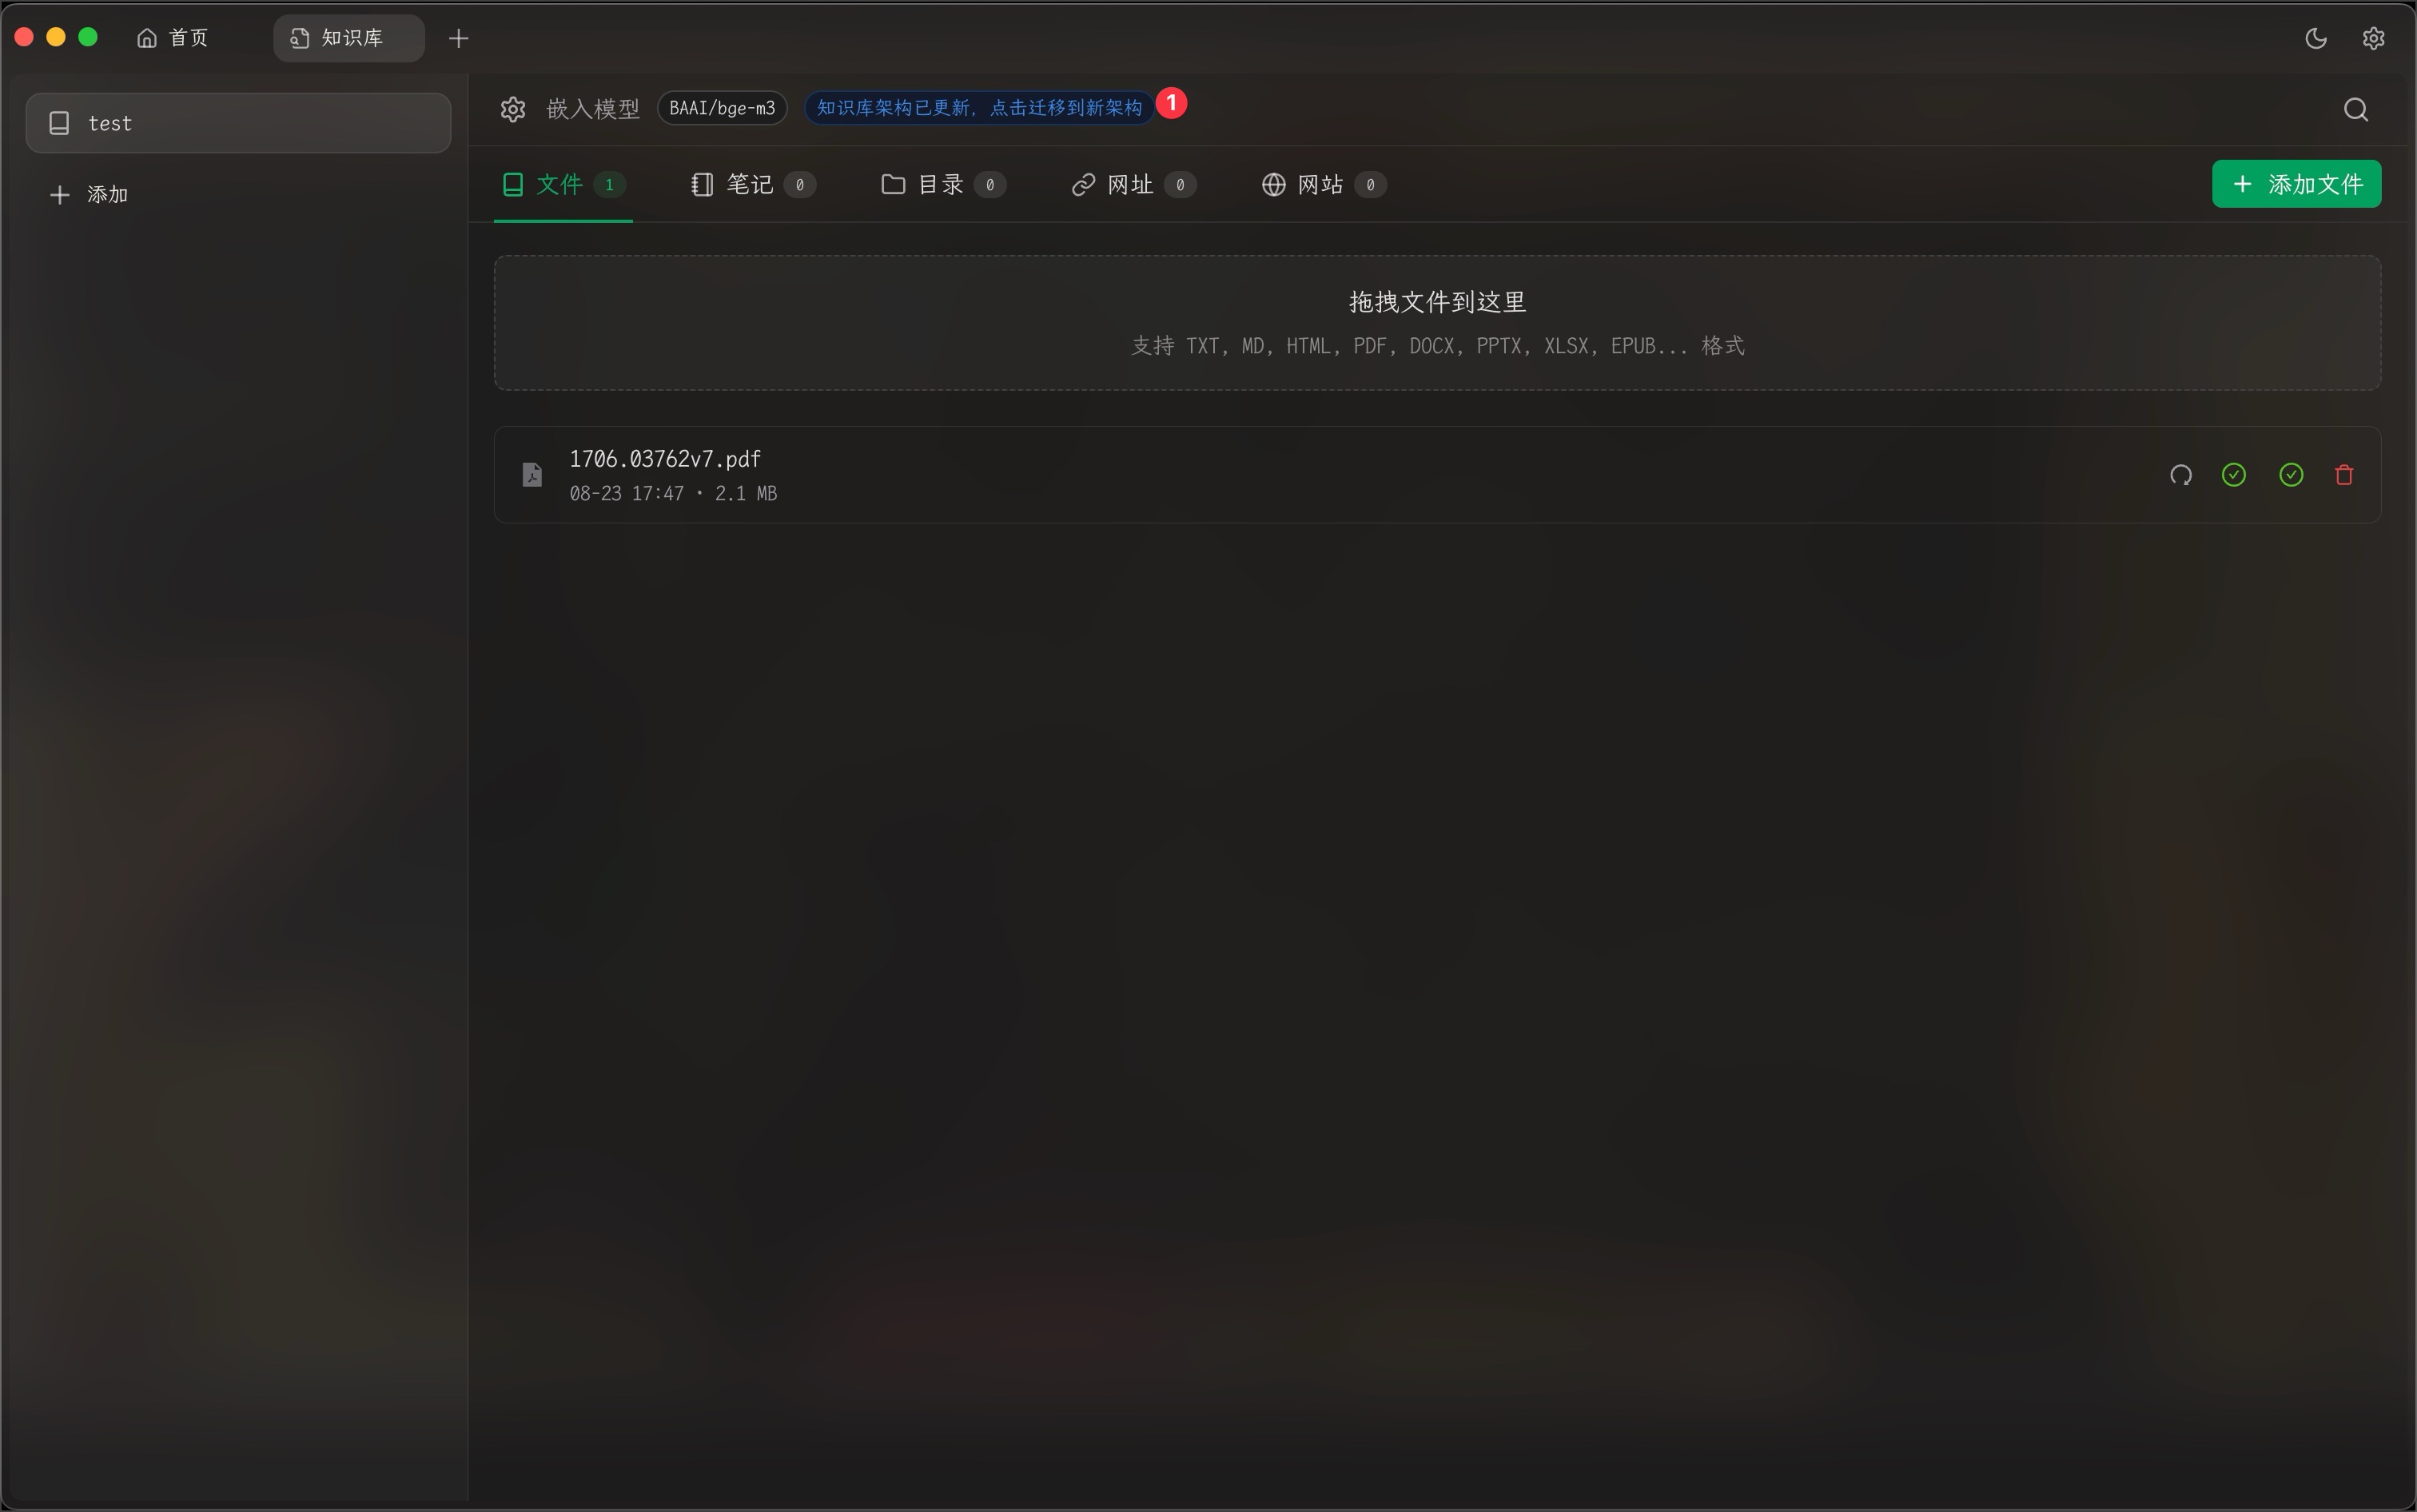 首页
知识库
test
添加
嵌入模型 BAAI/bge-m3 知识库架构已更新，点击迁移到新架构 1
文件 1 笔记 0 目录 0 网址 0 网站 0 添加文件
拖拽文件到这里
支持 TXT, MD, HTML, PDF, DOCX, PPTX, XLSX, EPUB... 格式
1706.03762v7.pdf
08-23 17:47 · 2.1 MB